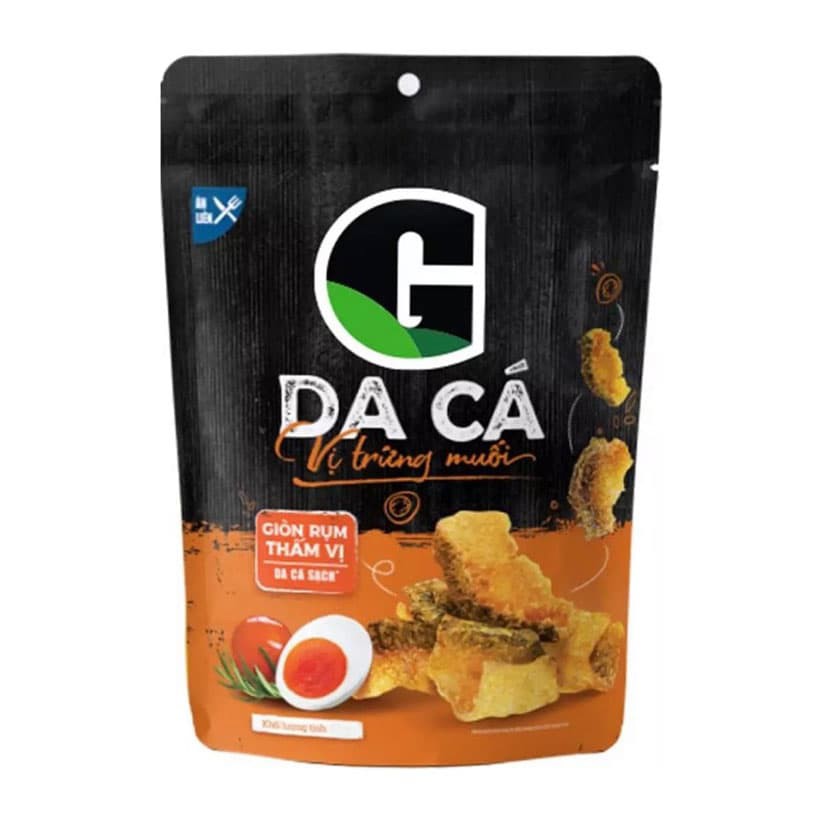 ĂN
LIỀN
G
DA CÁ
Vị trứng muối
GIÒN RỤM
THẤM VỊ
DA CÁ SẠCH*
Khối lượng tịnh